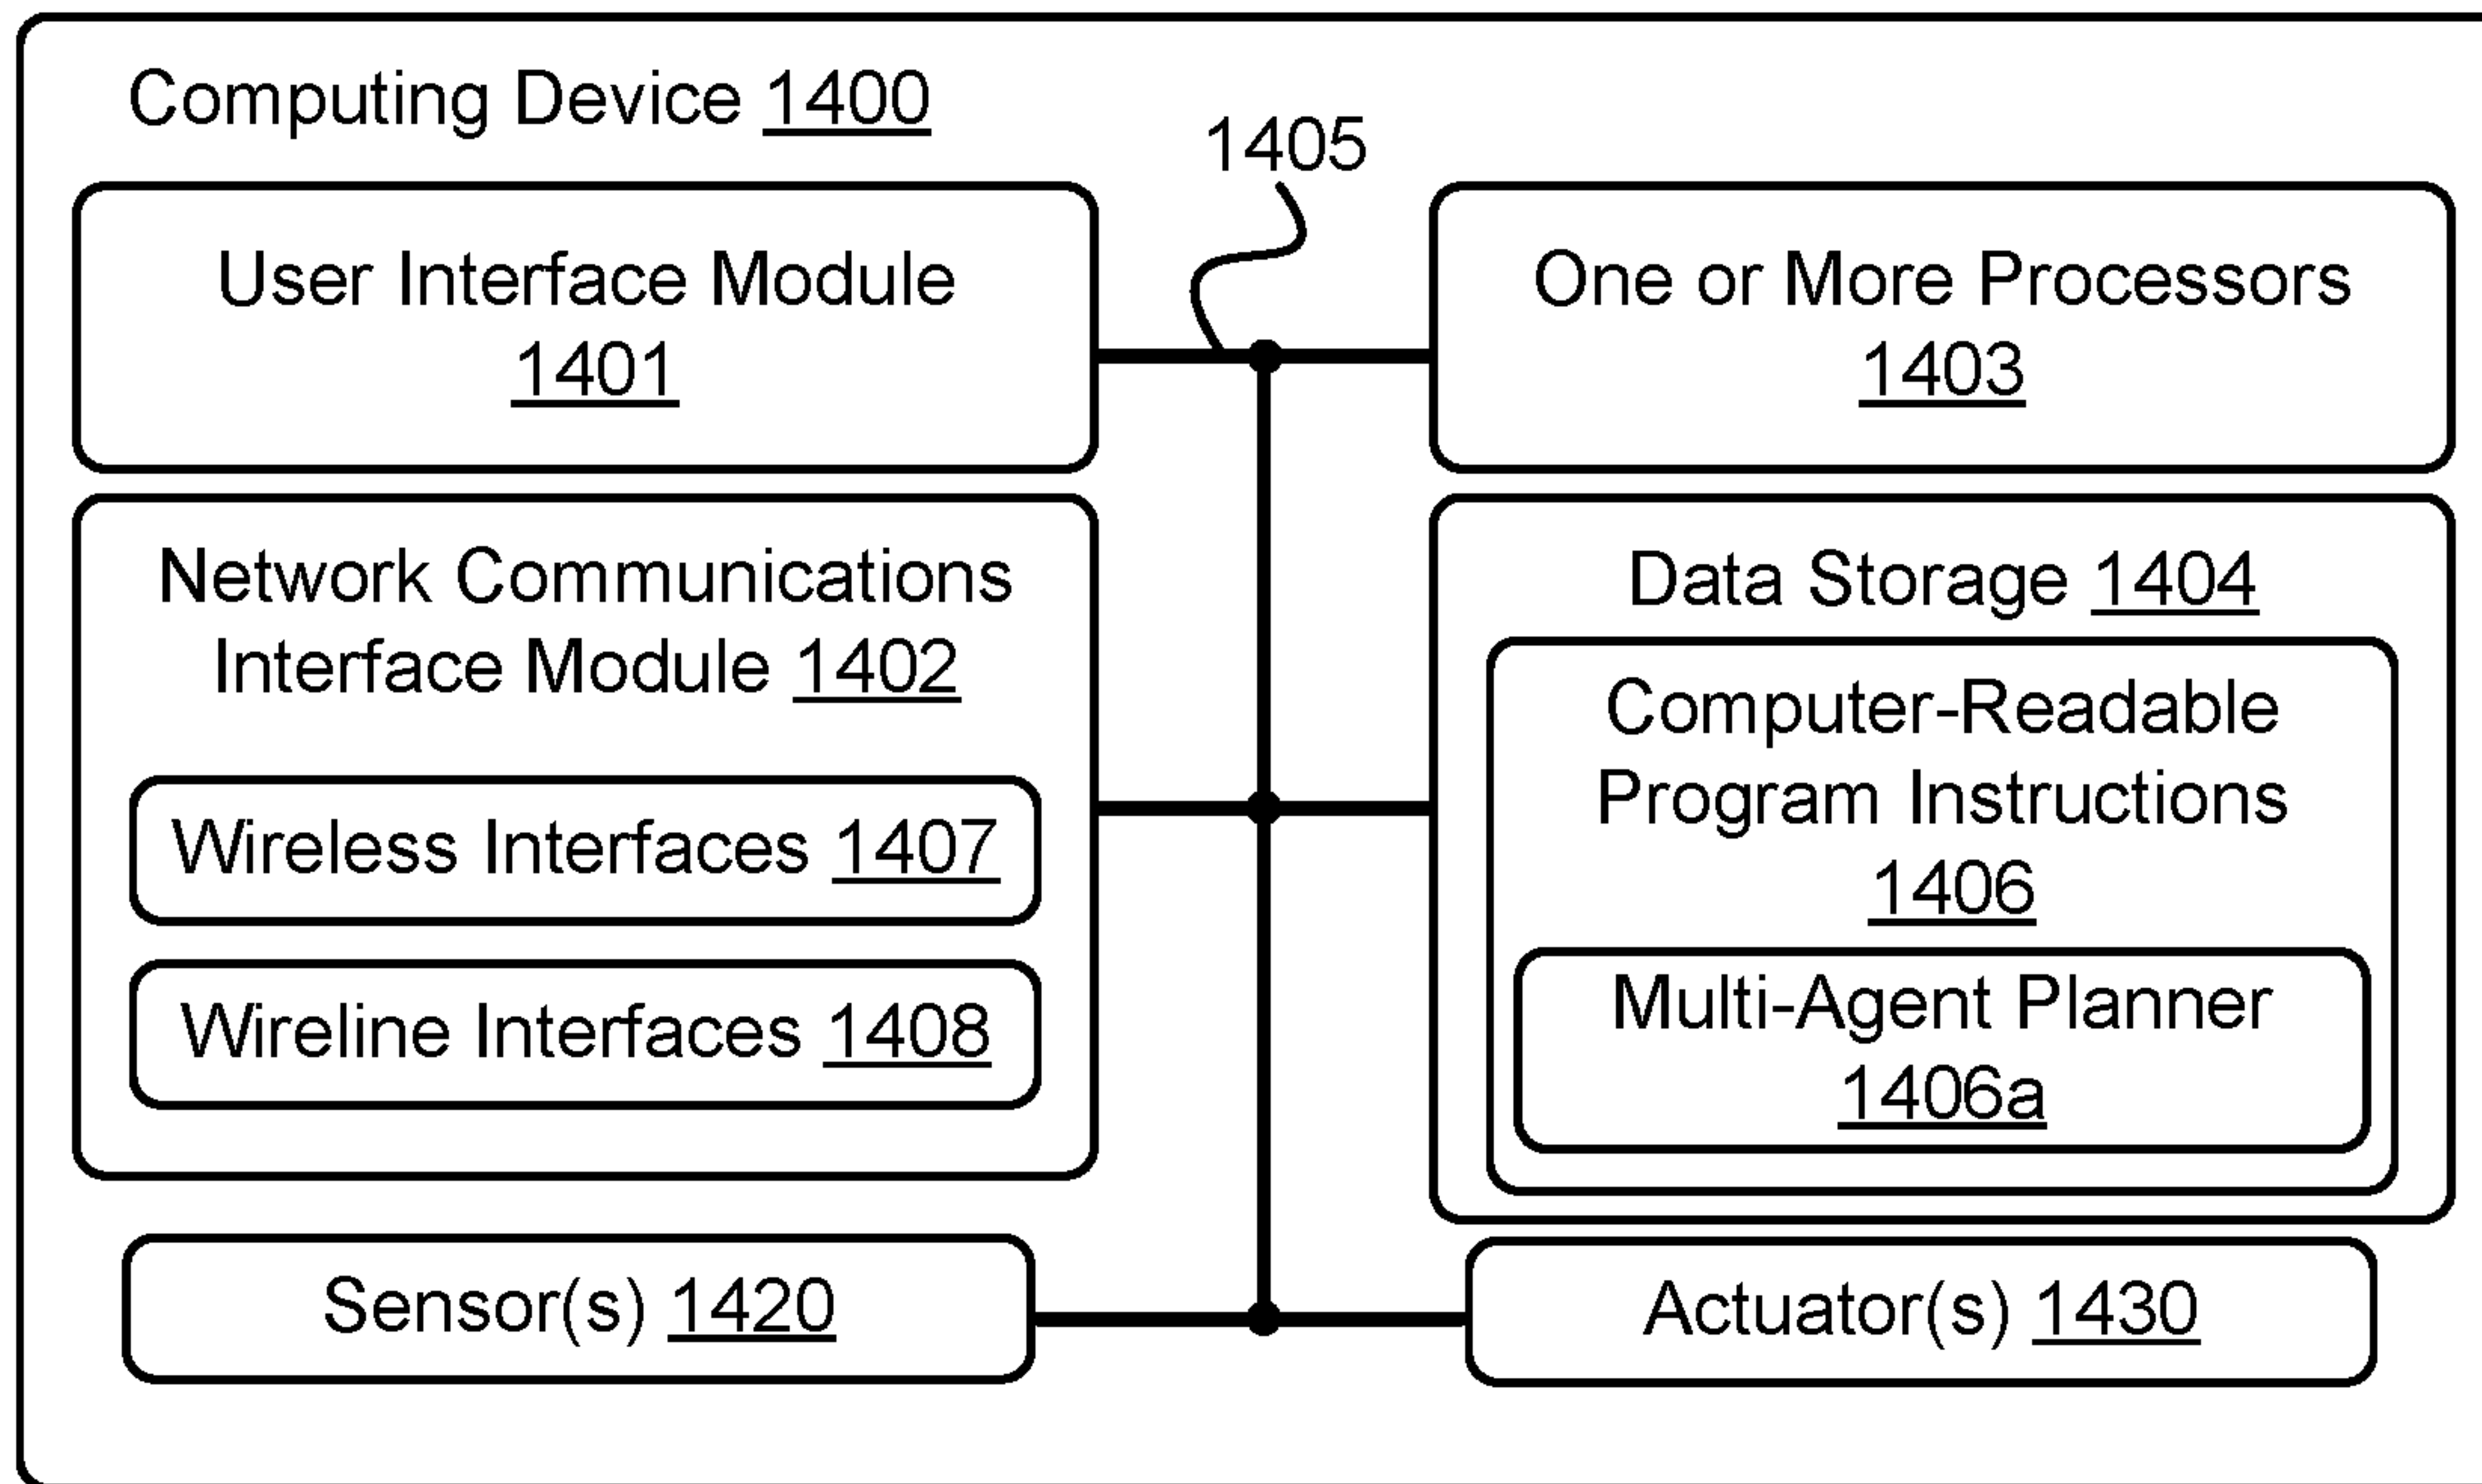 Computing Device 1400
1405
User Interface Module
1401
One or More Processors
1403
Network Communications
Interface Module 1402
Wireless Interfaces 1407
Wireline Interfaces 1408
Data Storage 1404
Computer-Readable
Program Instructions
1406
Multi-Agent Planner
1406a
Sensor(s) 1420
Actuator(s) 1430